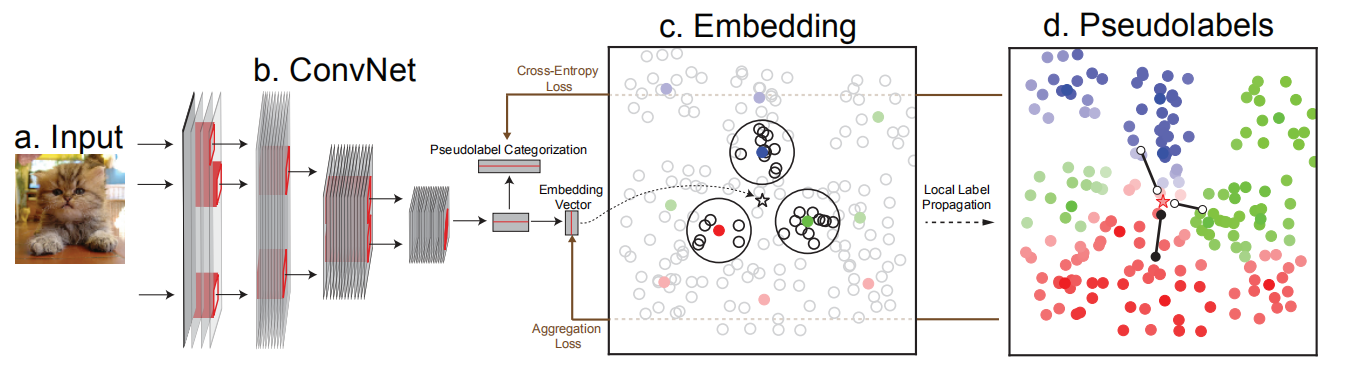 a. Input
b. ConvNet
c. Embedding
d. Pseudolabels
Cross-Entropy
Loss
Pseudolabel Categorization
Embedding
Vector
Aggregation
Loss
Local Label
Propagation